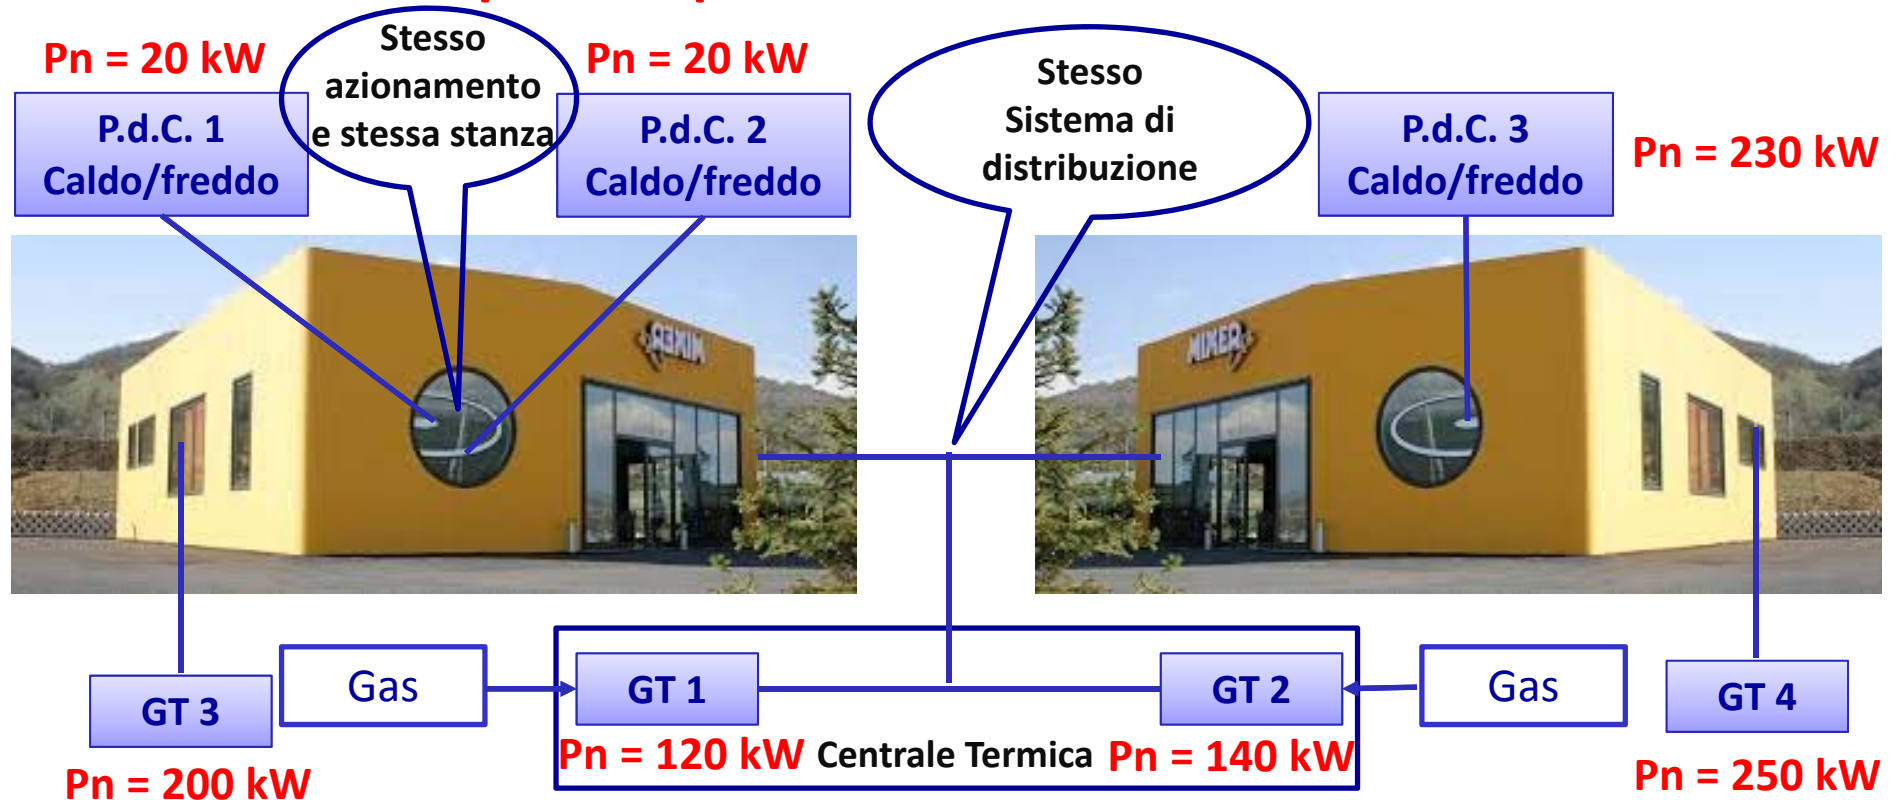 Pn = 20 kW
Stesso
azionamento
e stessa stanza
Pn = 20 kW
Stesso
Sistema di
distribuzione
P.d.C. 1
Caldo/freddo
P.d.C. 2
Caldo/freddo
P.d.C. 3
Caldo/freddo
Pn = 230 kW
MIXER
MIXER
GT 3
Gas
GT 1
GT 2
Gas
GT 4
Pn = 200 kW
Pn = 120 kW
Centrale Termica
Pn = 140 kW
Pn = 250 kW